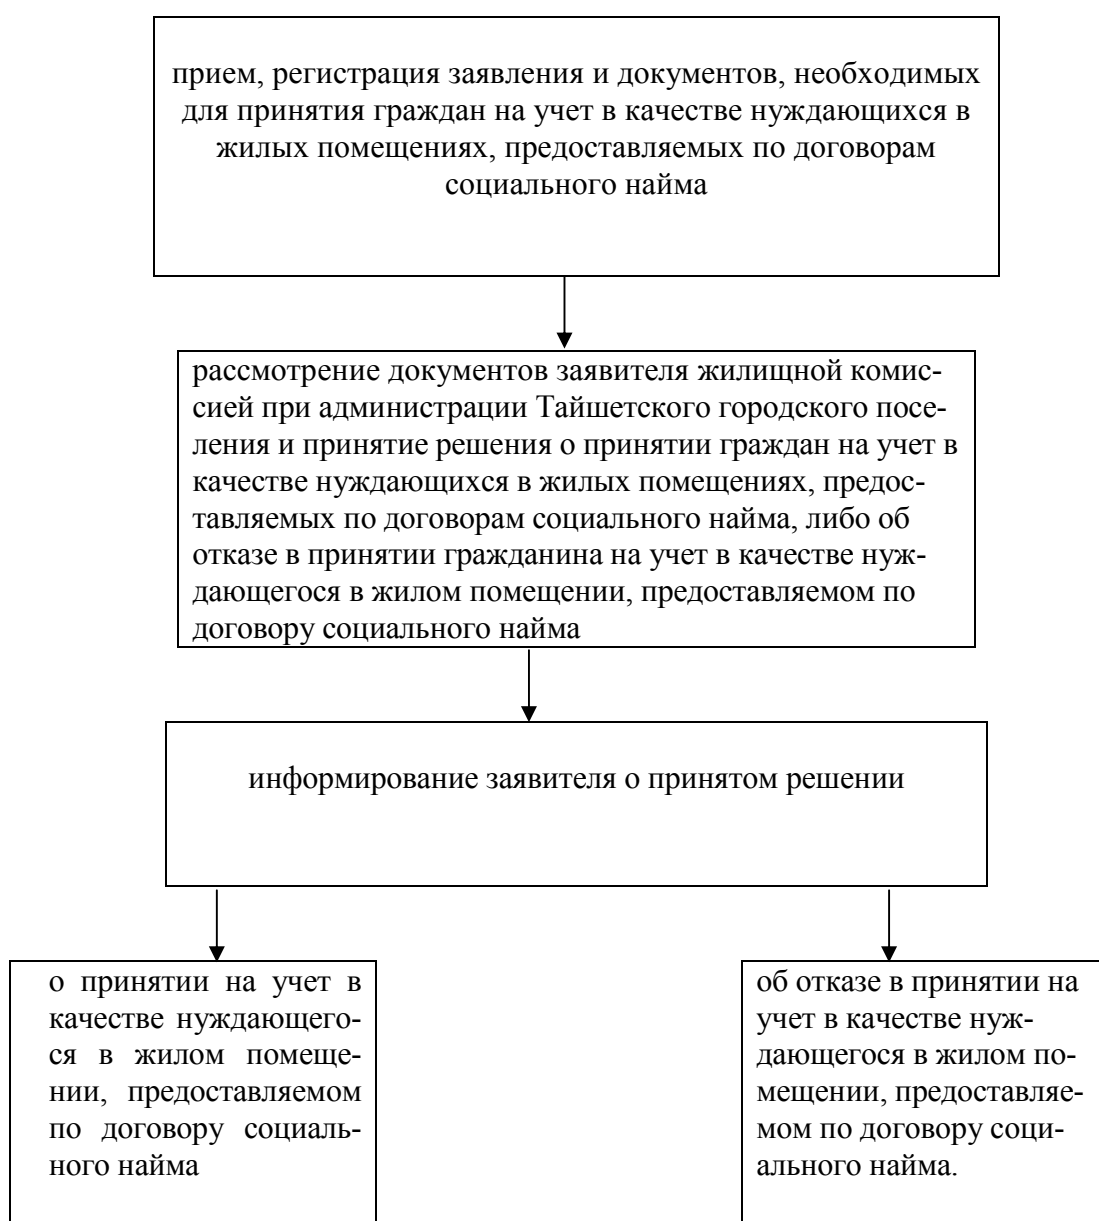 прием, регистрация заявления и документов, необходимых
для принятия граждан на учет в качестве нуждающихся в
жилых помещениях, предоставляемых по договорам
социального найма
рассмотрение документов заявителя жилищной комис-
сией при администрации Тайшетского городского посе-
ления и принятие решения о принятии граждан на учет в
качестве нуждающихся в жилых помещениях, предос-
тавляемых по договорам социального найма, либо об
отказе в принятии гражданина на учет в качестве нуж-
дающегося в жилом помещении, предоставляемом по
договору социального найма
информирование заявителя о принятом решении
о принятии на учет в
качестве нуждающего-
ся в жилом помеще-
нии, предоставляемом
по договору социаль-
ного найма
об отказе в принятии на
учет в качестве нуж-
дающегося в жилом по-
мещении, предоставляе-
мом по договору соци-
ального найма.